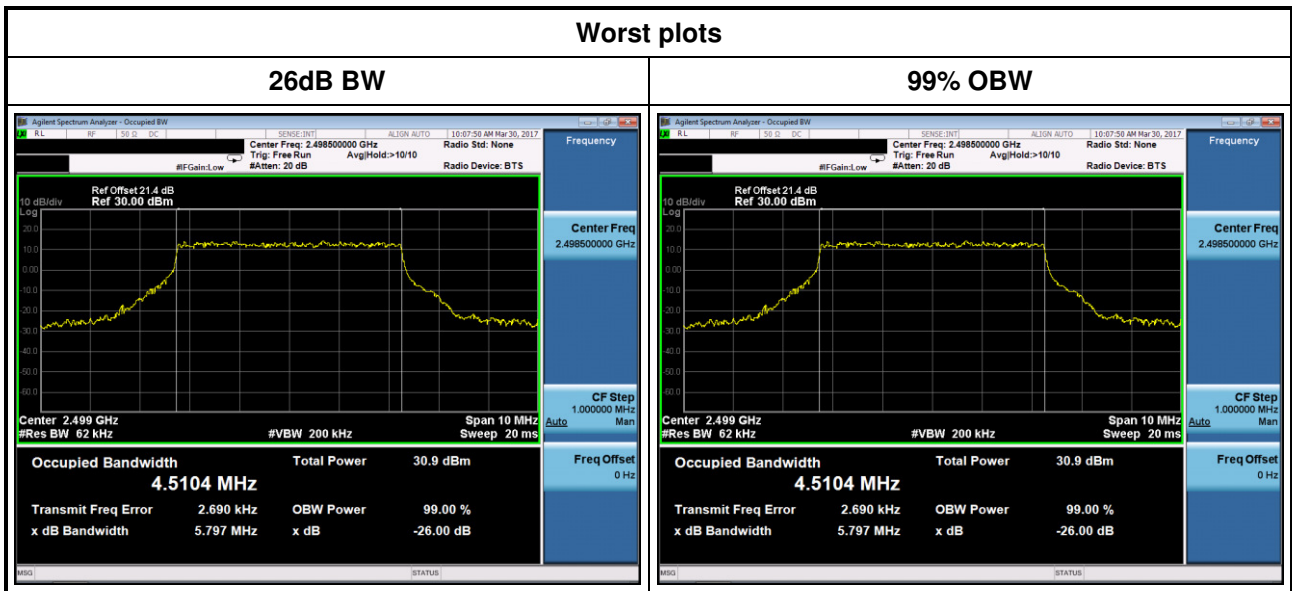 Worst plots
26dB BW
99% OBW
Agilent Spectrum Analyzer - Occupied BW
RL RF 50 Ω DC SENSE:INT ALIGN AUTO 10:07:50 AM Mar 30, 2017
Center Freq: 2.498500000 GHz Radio Std: None
Trig: Free Run Avg|Hold:>10/10
#IFGain:Low #Atten: 20 dB Radio Device: BTS
Frequency
Ref Offset 21.4 dB
10 dB/div Ref 30.00 dBm
Log
20.0
10.0
0.00
-10.0
-20.0
-30.0
-40.0
-50.0
-60.0
Center Freq
2.498500000 GHz
CF Step
1.000000 MHz
Auto Man
Center 2.499 GHz Span 10 MHz
#Res BW 62 kHz #VBW 200 kHz Sweep 20 ms
Occupied Bandwidth Total Power 30.9 dBm
4.5104 MHz
Transmit Freq Error 2.690 kHz OBW Power 99.00 %
x dB Bandwidth 5.797 MHz x dB -26.00 dB
Freq Offset
0 Hz
MSG STATUS
Agilent Spectrum Analyzer - Occupied BW
RL RF 50 Ω DC SENSE:INT ALIGN AUTO 10:07:50 AM Mar 30, 2017
Center Freq: 2.498500000 GHz Radio Std: None
Trig: Free Run Avg|Hold:>10/10
#IFGain:Low #Atten: 20 dB Radio Device: BTS
Frequency
Ref Offset 21.4 dB
10 dB/div Ref 30.00 dBm
Log
20.0
10.0
0.00
-10.0
-20.0
-30.0
-40.0
-50.0
-60.0
Center Freq
2.498500000 GHz
CF Step
1.000000 MHz
Auto Man
Center 2.499 GHz Span 10 MHz
#Res BW 62 kHz #VBW 200 kHz Sweep 20 ms
Occupied Bandwidth Total Power 30.9 dBm
4.5104 MHz
Transmit Freq Error 2.690 kHz OBW Power 99.00 %
x dB Bandwidth 5.797 MHz x dB -26.00 dB
Freq Offset
0 Hz
MSG STATUS